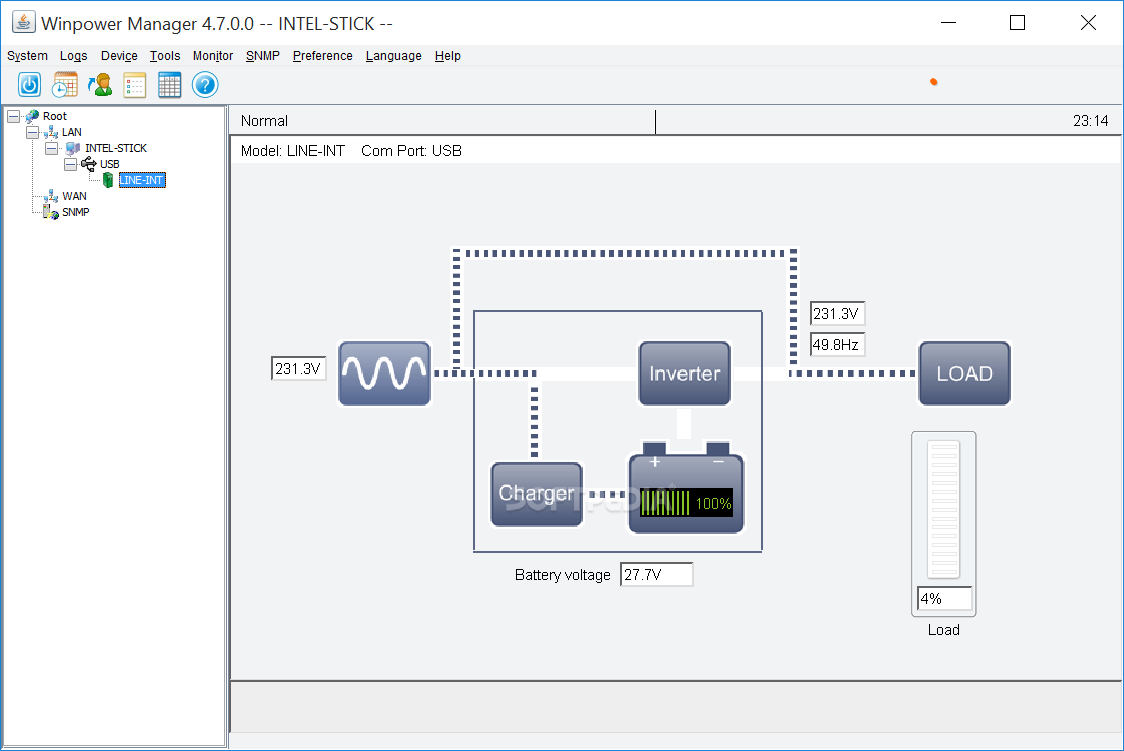 Winpower Manager 4.7.0.0 -- INTEL-STICK --
System Logs Device Tools Monitor SNMP Preference Language Help
Root
LAN
INTEL-STICK
USB
LINE-INT
WAN
SNMP
Normal 23:14
Model: LINE-INT Com Port: USB
231.3V
49.8Hz
231.3V
Inverter
LOAD
+ −
Charger
SOFTPEDIA
100%
Battery voltage 27.7V
4%
Load